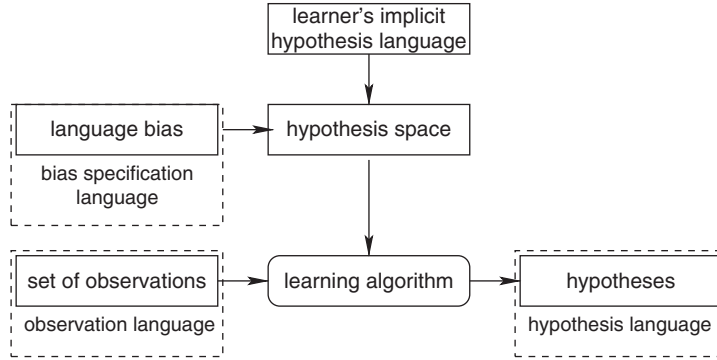 learner’s implicit
hypothesis language
language bias
hypothesis space
bias specification
language
set of observations
learning algorithm
hypotheses
observation language
hypothesis language